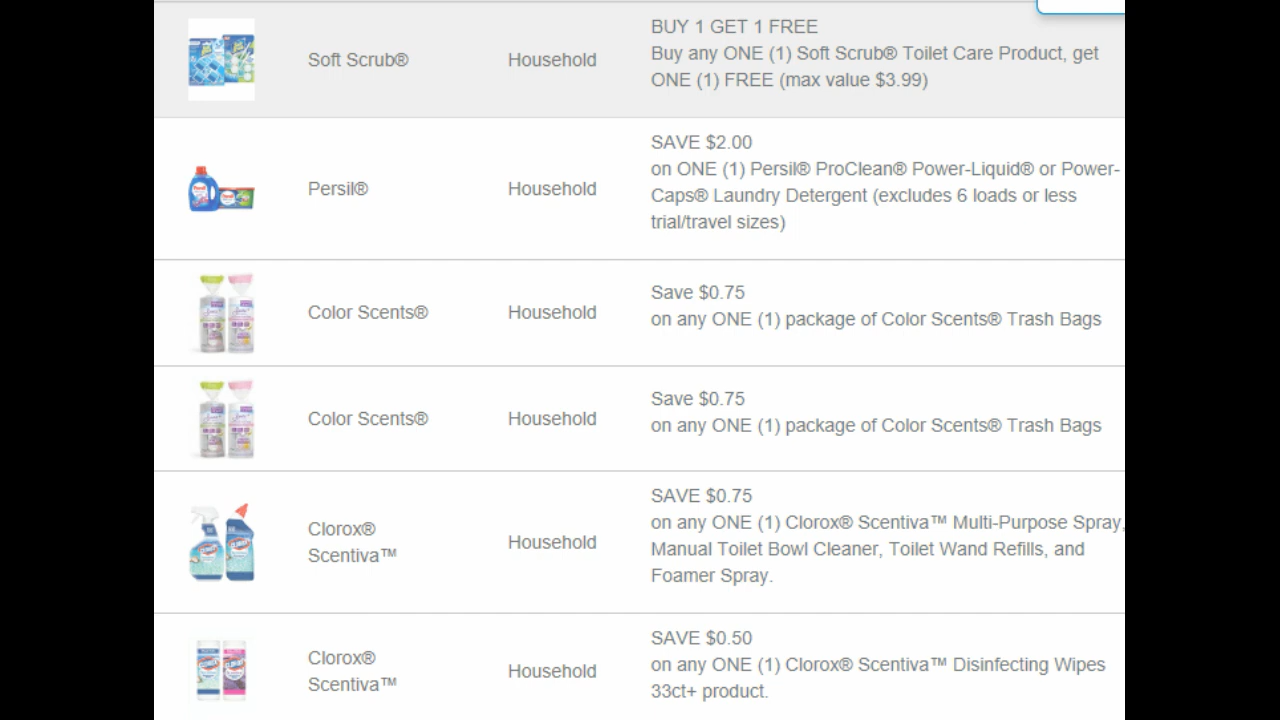 BUY 1 GET 1 FREE
Soft Scrub®
Household
Buy any ONE (1) Soft Scrub® Toilet Care Product, get
ONE (1) FREE (max value $3.99)
SAVE $2.00
on ONE (1) Persil® ProClean® Power-Liquid® or Power-
Persil®
Household
Caps® Laundry Detergent (excludes 6 loads or less
trial/travel sizes)
Save $0.75
Color Scents®
Household
on any ONE (1) package of Color Scents® Trash Bags
Save $0.75
Color Scents®
Household
on any ONE (1) package of Color Scents® Trash Bags
SAVE $0.75
on any ONE (1) Clorox® Scentiva™ Multi-Purpose Spray,
Clorox®
Scentiva™
Household
Manual Toilet Bowl Cleaner, Toilet Wand Refills, and
Foamer Spray.
SAVE $0.50
Clorox®
Scentiva™
Household
on any ONE (1) Clorox® Scentiva™ Disinfecting Wipes
33ct+ product.